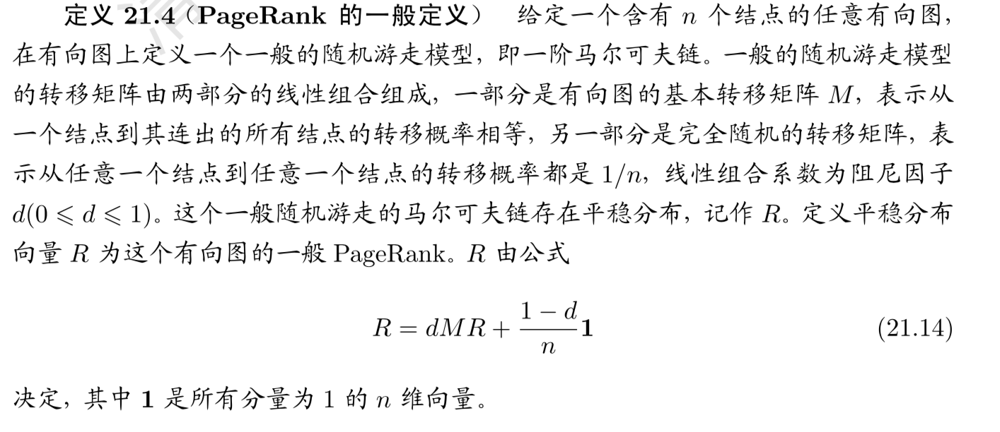 定义 21.4（PageRank 的一般定义） 给定一个含有 n 个结点的任意有向图，
在有向图上定义一个一般的随机游走模型，即一阶马尔可夫链。一般的随机游走模型
的转移矩阵由两部分的线性组合组成，一部分是有向图的基本转移矩阵 M，表示从
一个结点到其连出的所有结点的转移概率相等，另一部分是完全随机的转移矩阵，表
示从任意一个结点到任意一个结点的转移概率都是 1/n，线性组合系数为阻尼因子
d(0 ⩽ d ⩽ 1)。这个一般随机游走的马尔可夫链存在平稳分布，记作 R。定义平稳分布
向量 R 为这个有向图的一般 PageRank。R 由公式
R = dMR + \frac{1 − d}{n} 1 (21.14)
决定，其中 1 是所有分量为 1 的 n 维向量。